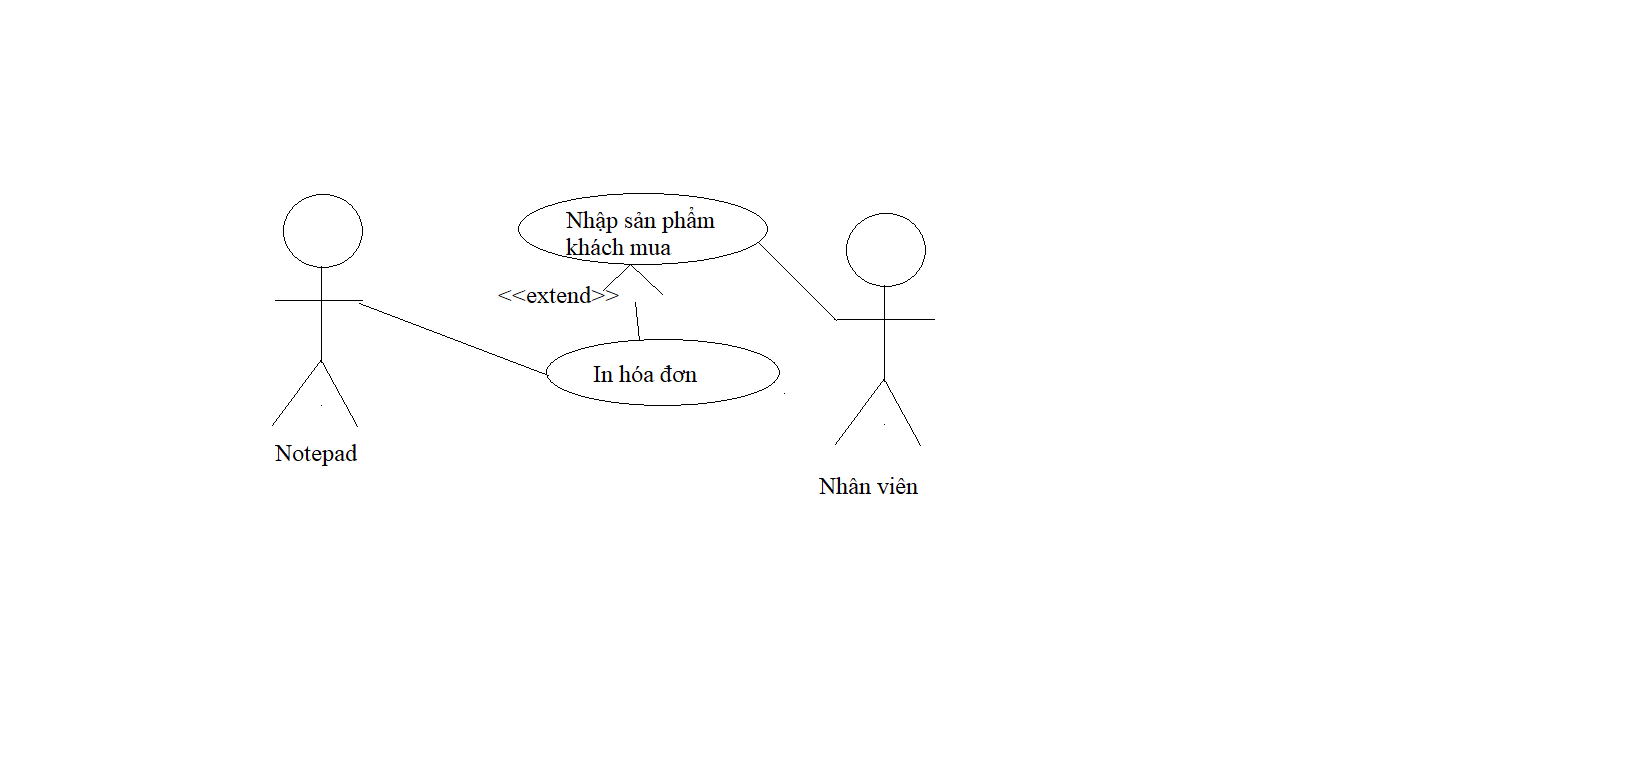 Nhập sản phẩm
khách mua
<<extend>>
In hóa đơn
Notepad
Nhân viên